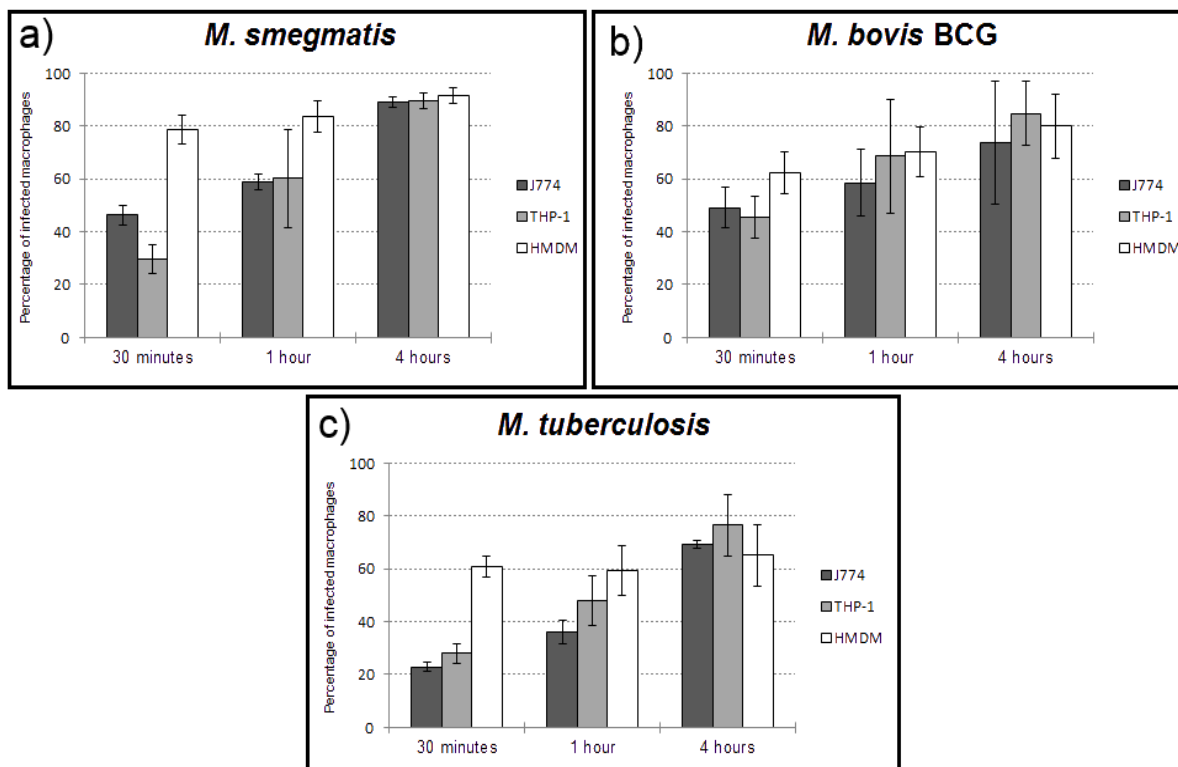 a)
M. smegmatis
Percentage of infected macrophages
100
80
60
40
20
0
30 minutes
1 hour
4 hours
J774
THP-1
HMDM
b)
M. bovis BCG
Percentage of infected macrophages
100
80
60
40
20
0
30 minutes
1 hour
4 hours
J774
THP-1
HMDM
c)
M. tuberculosis
Percentage of infected macrophages
100
80
60
40
20
0
30 minutes
1 hour
4 hours
J774
THP-1
HMDM